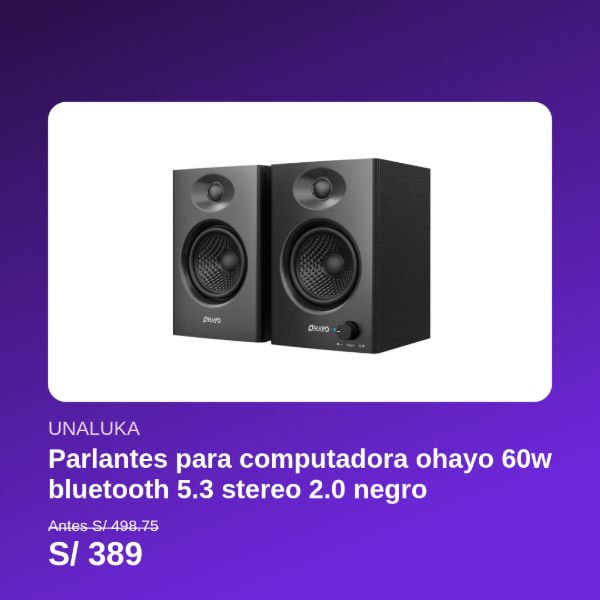 OHAYO
OHAYO
UNALUKA
Parlantes para computadora ohayo 60w
bluetooth 5.3 stereo 2.0 negro
Antes S/ 498.75
S/ 389